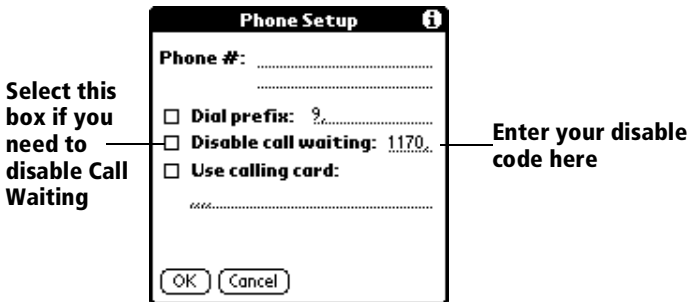 Phone Setup
Phone #:
Select this
box if you
need to
disable Call
Waiting
Dial prefix: 9,
Disable call waiting: 1170,
Use calling card:
,,,,
Enter your disable
code here
OK Cancel